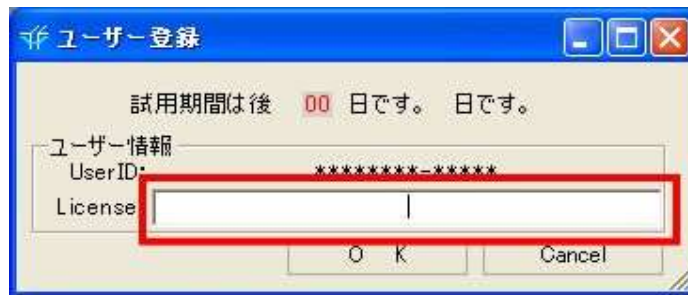 ユーザー登録
試用期間は後 00 日です。 日です。
ユーザー情報
UserID: ********-*****
License
O K Cancel